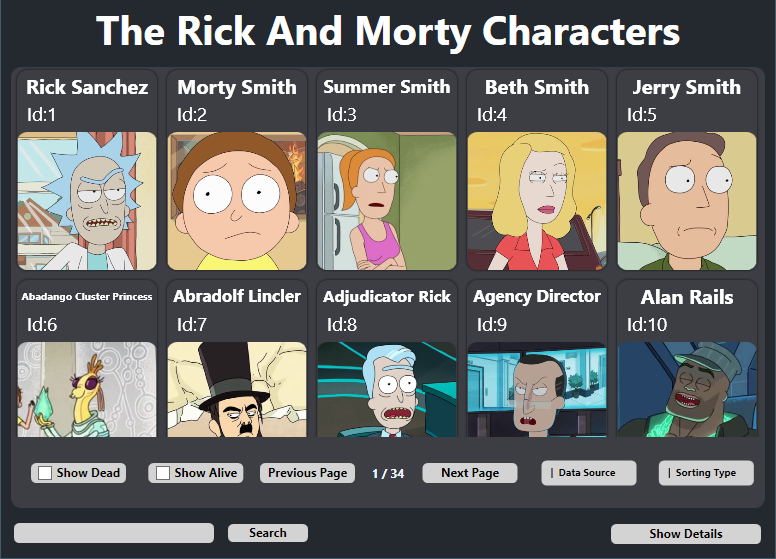 The Rick And Morty Characters
Rick Sanchez
Id:1
Morty Smith
Id:2
Summer Smith
Id:3
Beth Smith
Id:4
Jerry Smith
Id:5
Abadango Cluster Princess
Id:6
Abradolf Lincler
Id:7
Adjudicator Rick
Id:8
Agency Director
Id:9
Alan Rails
Id:10
Show Dead
Show Alive
Previous Page
1 / 34
Next Page
| Data Source
| Sorting Type
Search
Show Details